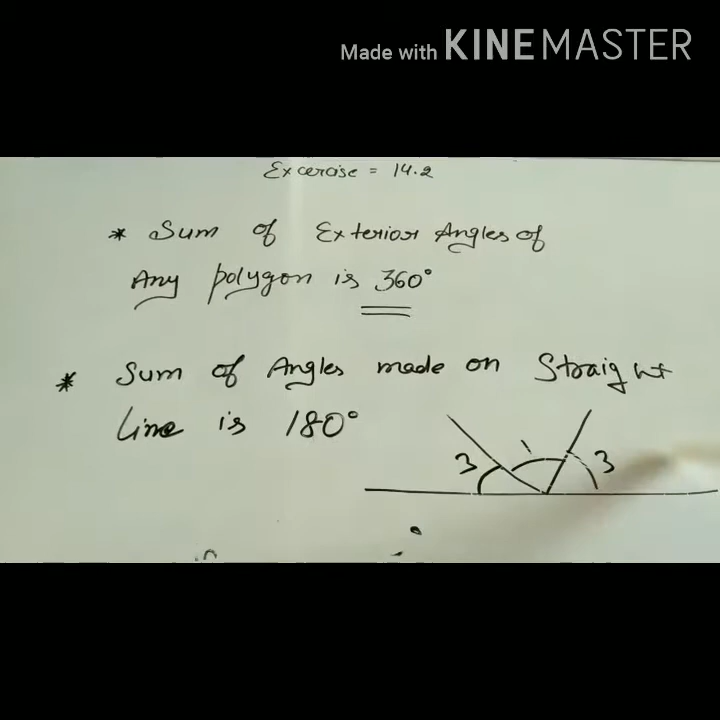 Made with KINEMASTER
Excercise = 14.2
* Sum of Exterior Angles of
Any polygon is 360°
* Sum of Angles made on Straight
line is 180°
3 1 3